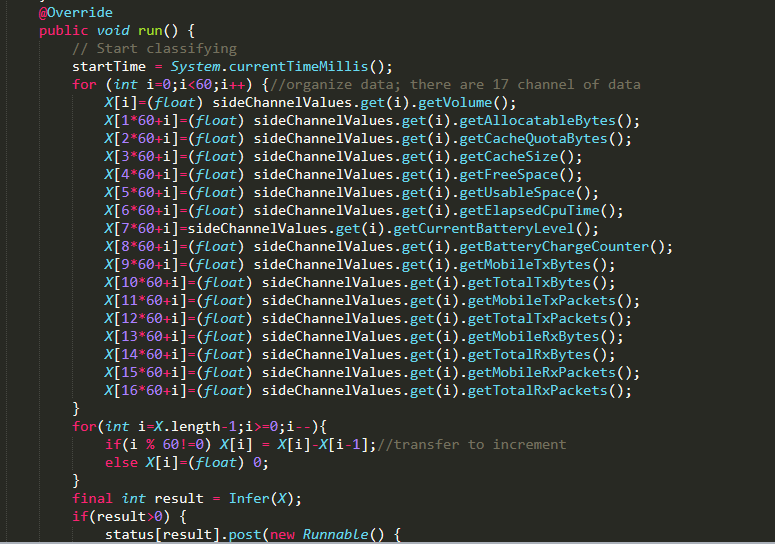 @Override
public void run() {
// Start classifying
startTime = System.currentTimeMillis();
for (int i=0;i<60;i++) {//organize data; there are 17 channel of data
X[i]=(float) sideChannelValues.get(i).getVolume();
X[1*60+i]=(float) sideChannelValues.get(i).getAllocatableBytes();
X[2*60+i]=(float) sideChannelValues.get(i).getCacheQuotaBytes();
X[3*60+i]=(float) sideChannelValues.get(i).getCacheSize();
X[4*60+i]=(float) sideChannelValues.get(i).getFreeSpace();
X[5*60+i]=(float) sideChannelValues.get(i).getUsableSpace();
X[6*60+i]=(float) sideChannelValues.get(i).getElapsedCpuTime();
X[7*60+i]=sideChannelValues.get(i).getCurrentBatteryLevel();
X[8*60+i]=(float) sideChannelValues.get(i).getBatteryChargeCounter();
X[9*60+i]=(float) sideChannelValues.get(i).getMobileTxBytes();
X[10*60+i]=(float) sideChannelValues.get(i).getTotalTxBytes();
X[11*60+i]=(float) sideChannelValues.get(i).getMobileTxPackets();
X[12*60+i]=(float) sideChannelValues.get(i).getTotalTxPackets();
X[13*60+i]=(float) sideChannelValues.get(i).getMobileRxBytes();
X[14*60+i]=(float) sideChannelValues.get(i).getTotalRxBytes();
X[15*60+i]=(float) sideChannelValues.get(i).getMobileRxPackets();
X[16*60+i]=(float) sideChannelValues.get(i).getTotalRxPackets();
}
for(int i=X.length-1;i>=0;i--){
if(i % 60!=0) X[i] = X[i]-X[i-1];//transfer to increment
else X[i]=(float) 0;
}
final int result = Infer(X);
if(result>0) {
status[result].post(new Runnable() {